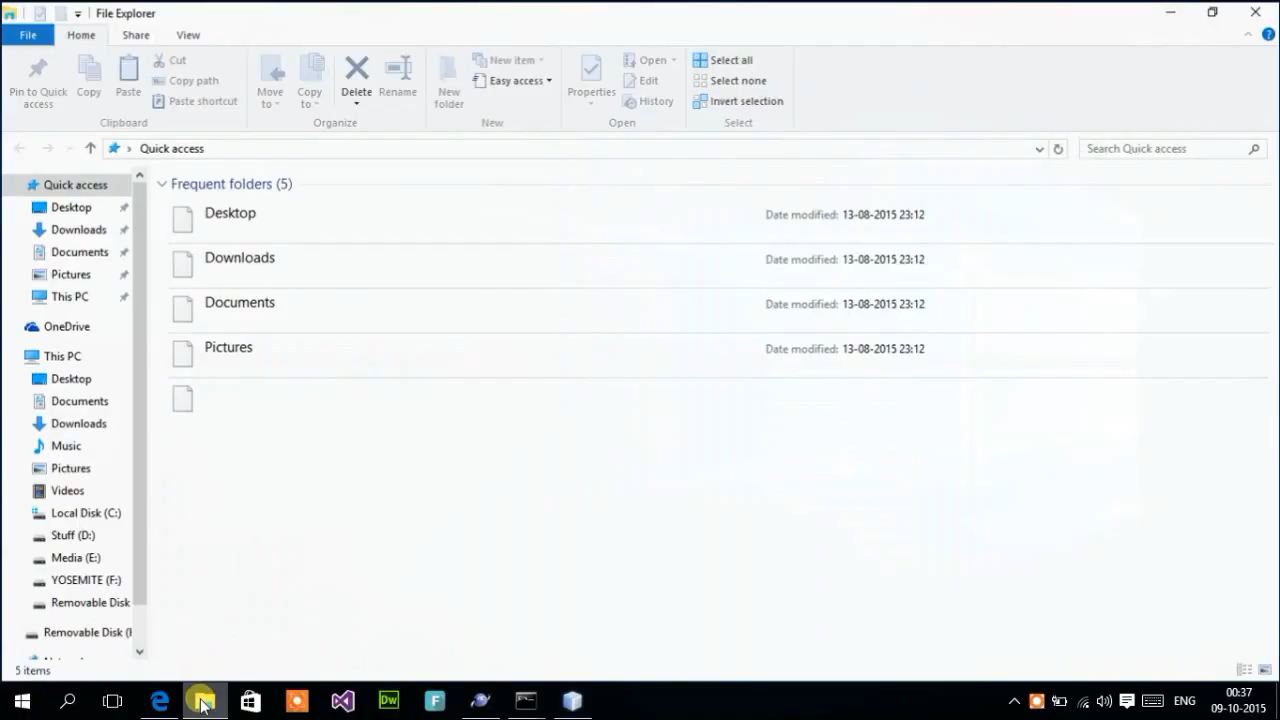 File Explorer
File
Home
Share
View
Pin to Quick access
Copy
Paste
Cut
Copy path
Paste shortcut
Clipboard
Move to
Copy to
Delete
Rename
Organize
New folder
New item
Easy access
New
Properties
Open
Edit
History
Open
Select all
Select none
Invert selection
Select
Quick access
Search Quick access
Quick access
Desktop
Downloads
Documents
Pictures
This PC
OneDrive
This PC
Desktop
Documents
Downloads
Music
Pictures
Videos
Local Disk (C:)
Stuff (D:)
Media (E:)
YOSEMITE (F:)
Removable Disk
Removable Disk (
Frequent folders (5)
Desktop Date modified: 13-08-2015 23:12
Downloads Date modified: 13-08-2015 23:12
Documents Date modified: 13-08-2015 23:12
Pictures Date modified: 13-08-2015 23:12
5 items
Dw
F
ENG
00:37
09-10-2015